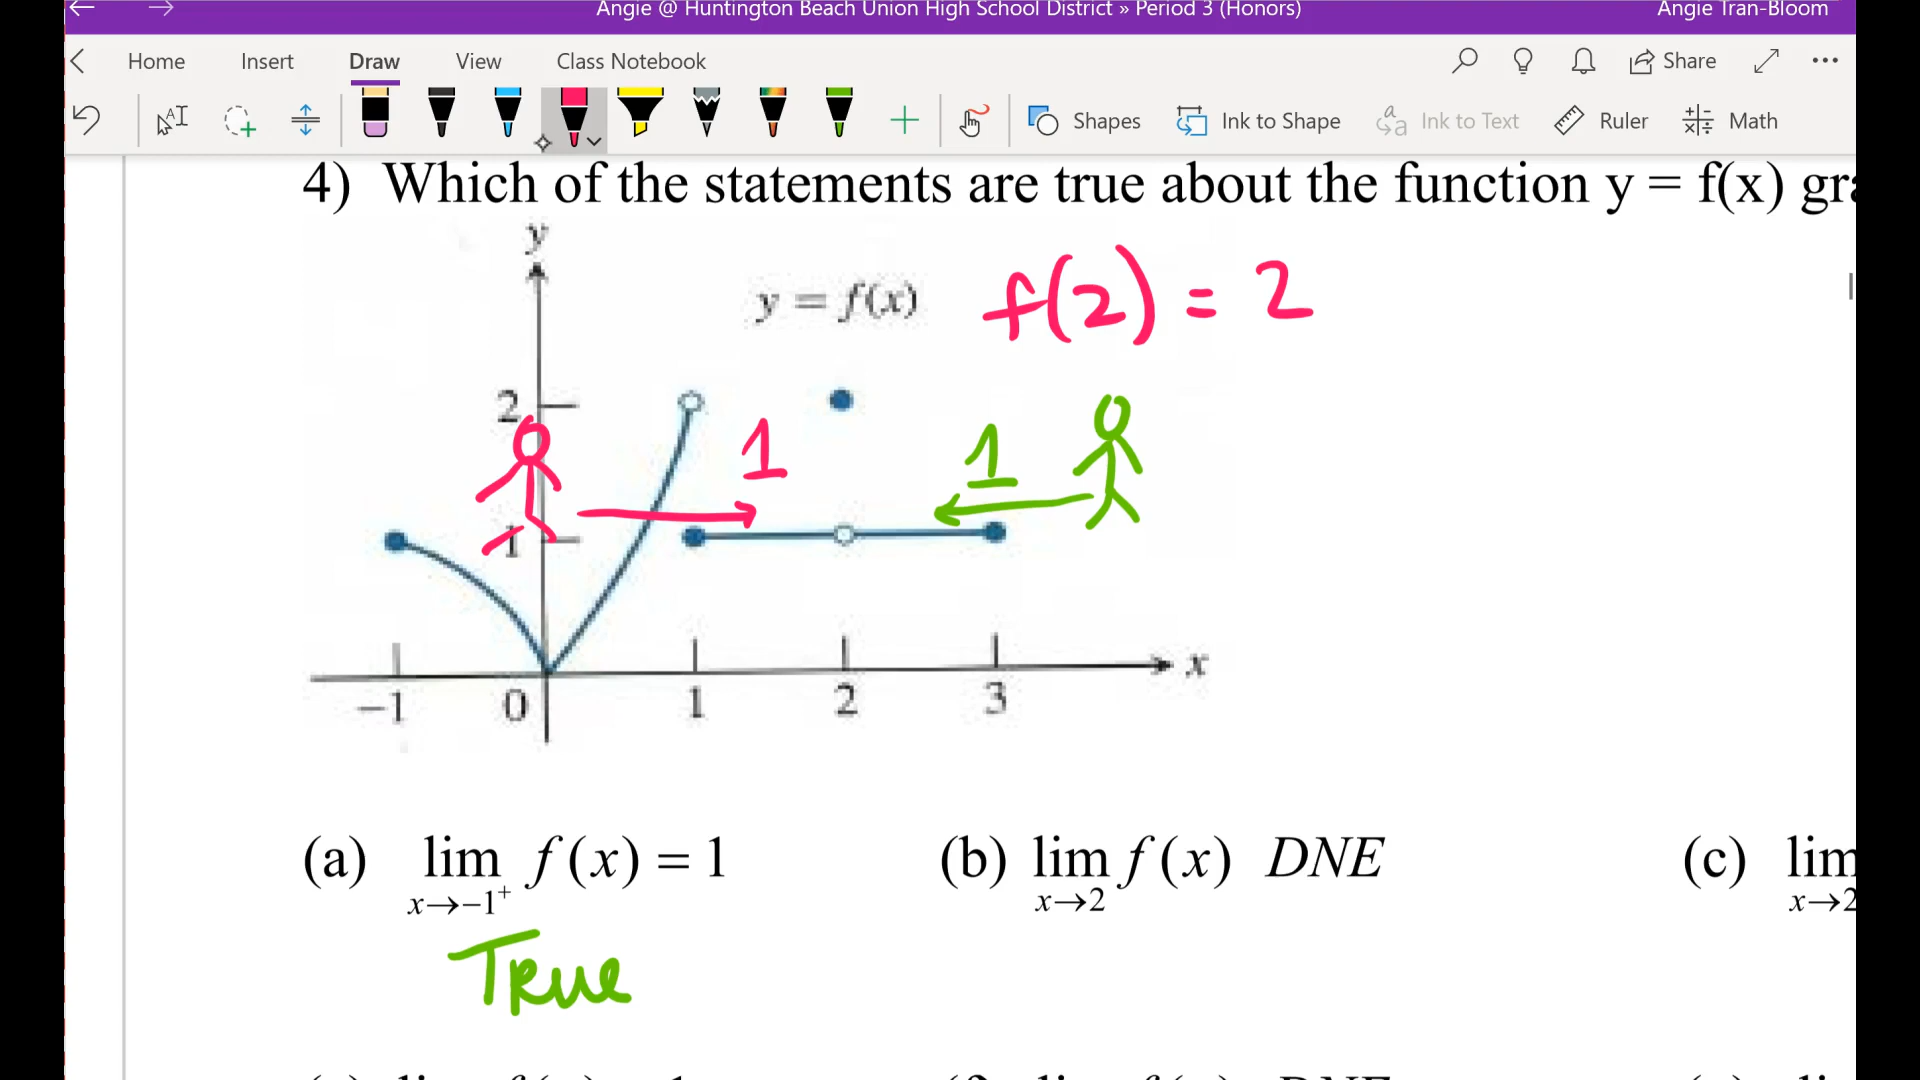 Angie @ Huntington Beach Union High School District » Period 3 (Honors)
Angie Tran-Bloom
Home Insert Draw View Class Notebook Share
Shapes Ink to Shape Ink to Text Ruler Math
4) Which of the statements are true about the function y = f(x)
y
y = f(x) f(2) = 2
2
1 1
1
x
−1 0 1 2 3
(a) lim f(x) = 1 (b) lim f(x) DNE (c) lim
x→−1⁺ x→2 x→2
True